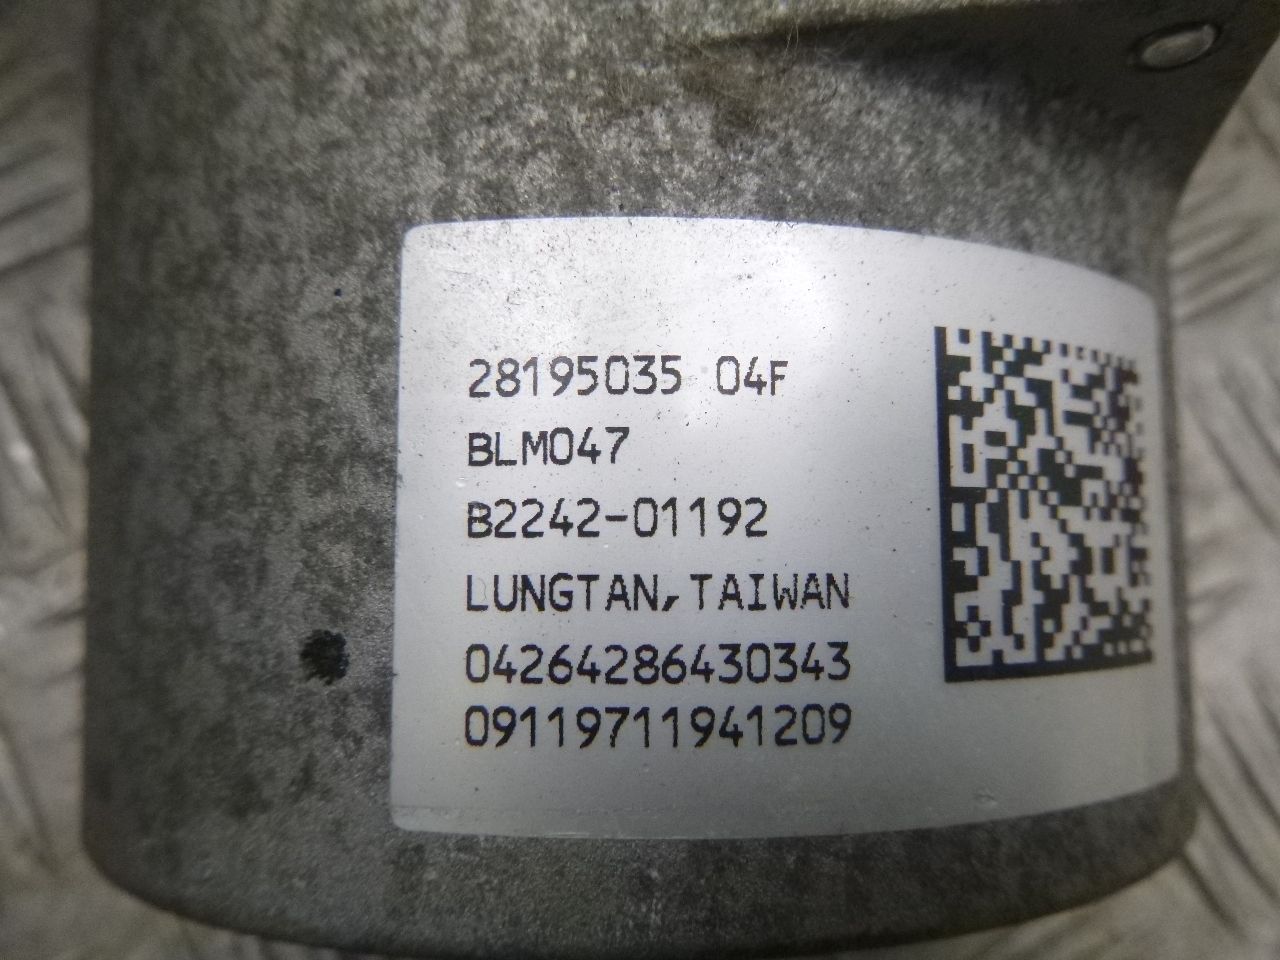 28195035 04F
BLM047
B2242-01192
LUNGTAN,TAIWAN
04264286430343
09119711941209